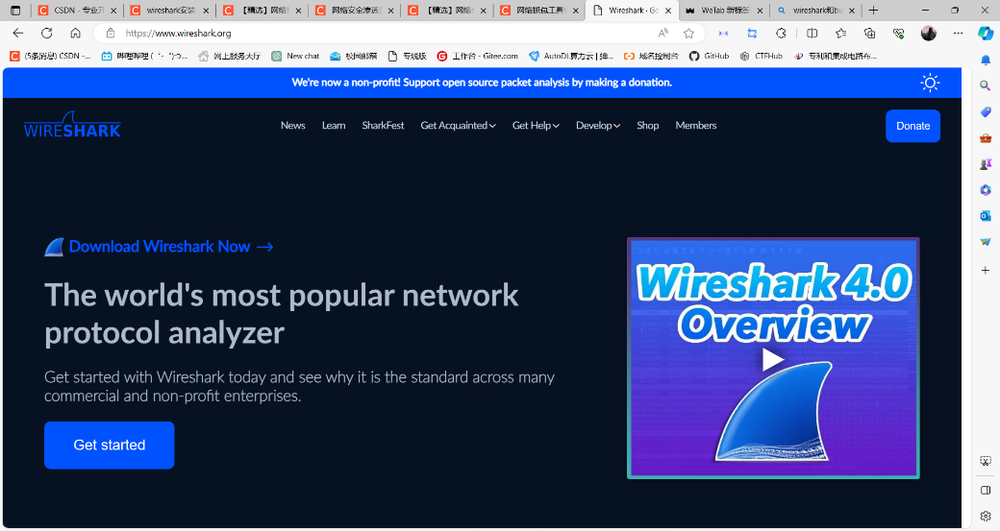 CSDN - 专业开
wireshark安装
【精选】网络
网络安全渗透
【精选】网络
网络抓包工具
Wireshark · Go
WeTab 新标签
wireshark和bu
https://www.wireshark.org
(5条消息) CSDN -...
哔哩哔哩 (゜-゜)つ...
网上服务大厅
New chat
校园邮箱
专线版
工作台 - Gitee.com
AutoDL算力云 | 弹...
域名控制台
GitHub
CTFHub
专利和集成电路布...
We're now a non-profit! Support open source packet analysis by making a donation.
WIRESHARK
News Learn SharkFest Get Acquainted Get Help Develop Shop Members
Donate
Download Wireshark Now →
The world's most popular network
protocol analyzer
Get started with Wireshark today and see why it is the standard across many
commercial and non-profit enterprises.
Get started
Wireshark 4.0
Overview